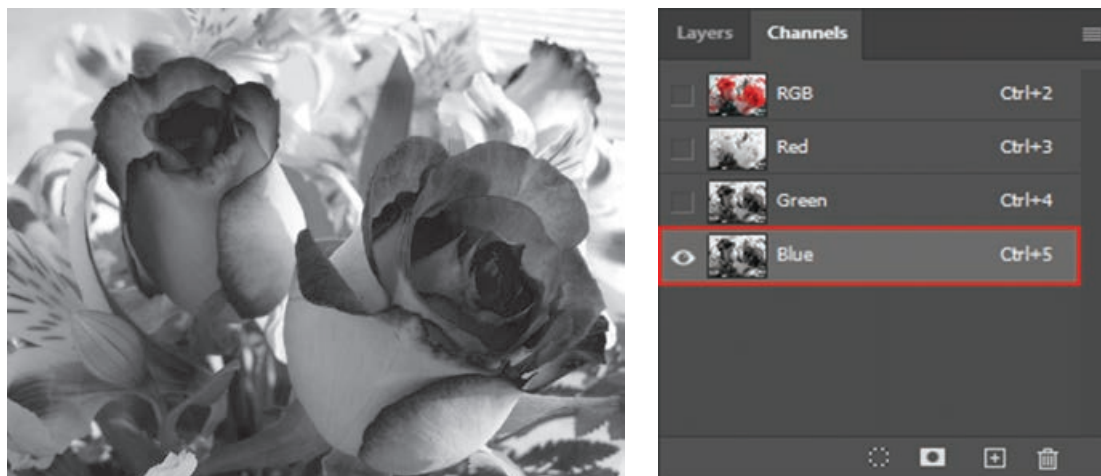 Layers Channels
RGB Ctrl+2
Red Ctrl+3
Green Ctrl+4
Blue Ctrl+5